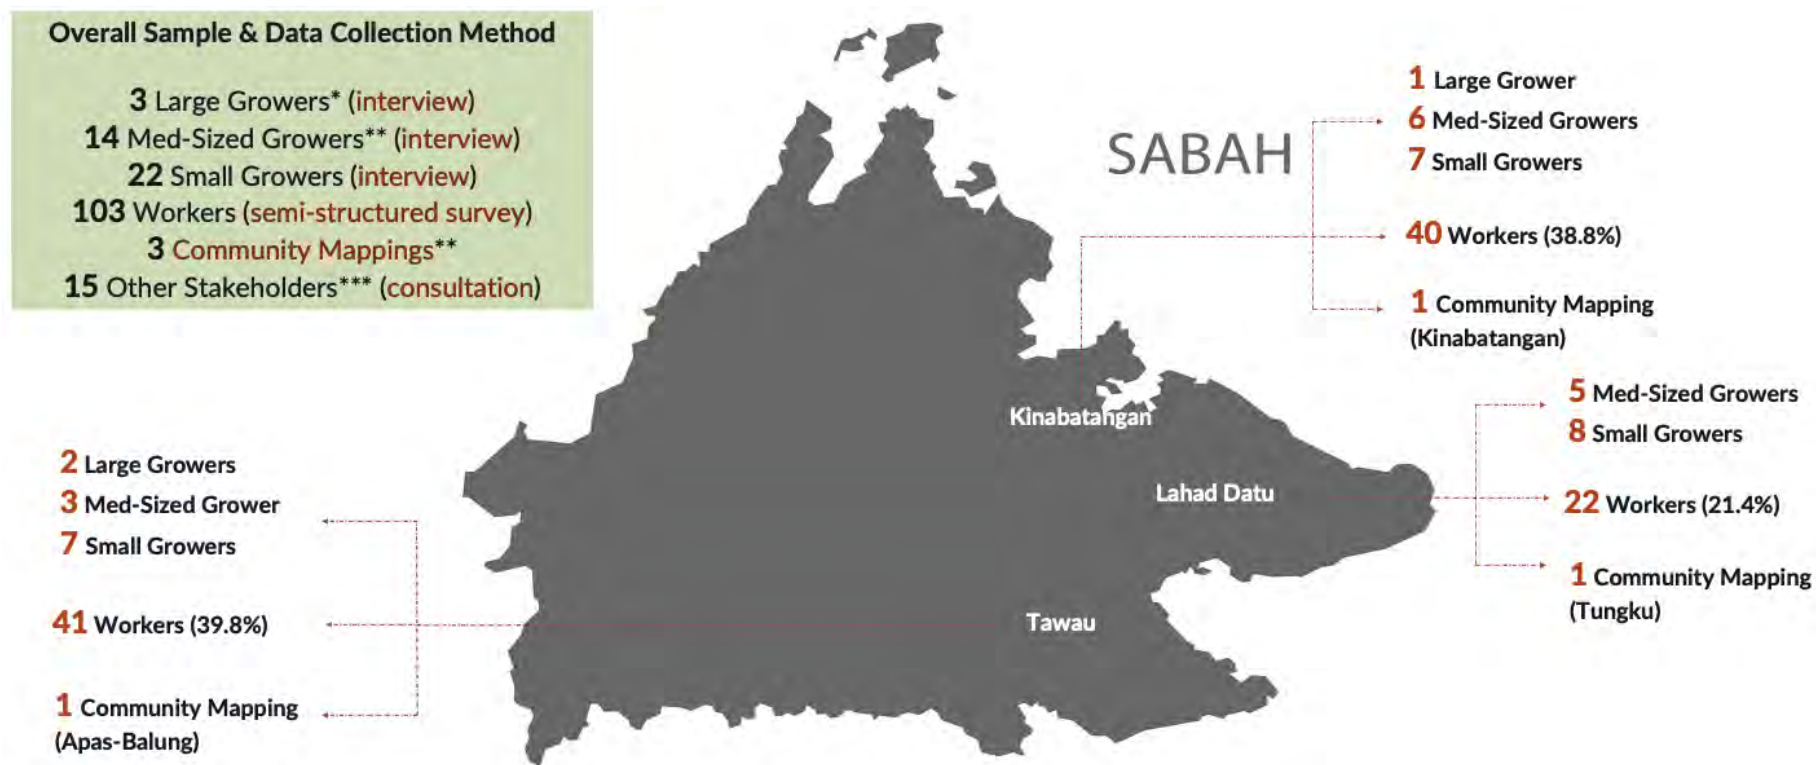 Overall Sample & Data Collection Method
3 Large Growers* (interview)
14 Med-Sized Growers** (interview)
22 Small Growers (interview)
103 Workers (semi-structured survey)
3 Community Mappings**
15 Other Stakeholders*** (consultation)
SABAH
1 Large Grower
6 Med-Sized Growers
7 Small Growers
40 Workers (38.8%)
1 Community Mapping
(Kinabatangan)
Kinabatangan
Lahad Datu
Tawau
5 Med-Sized Growers
8 Small Growers
22 Workers (21.4%)
1 Community Mapping
(Tungku)
2 Large Growers
3 Med-Sized Grower
7 Small Growers
41 Workers (39.8%)
1 Community Mapping
(Apas-Balung)